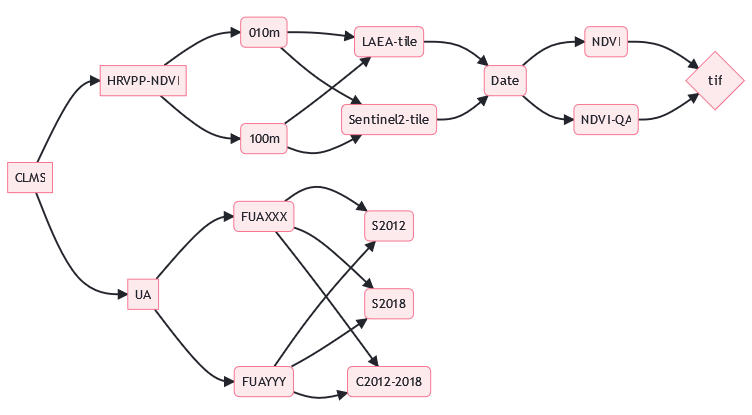 010m
LAEA-tile
NDVI
HRVPP-NDVI
Date
tif
Sentinel2-tile
NDVI-QA
100m
CLMS
FUAXXX
S2012
UA
S2018
FUAYYY
C2012-2018